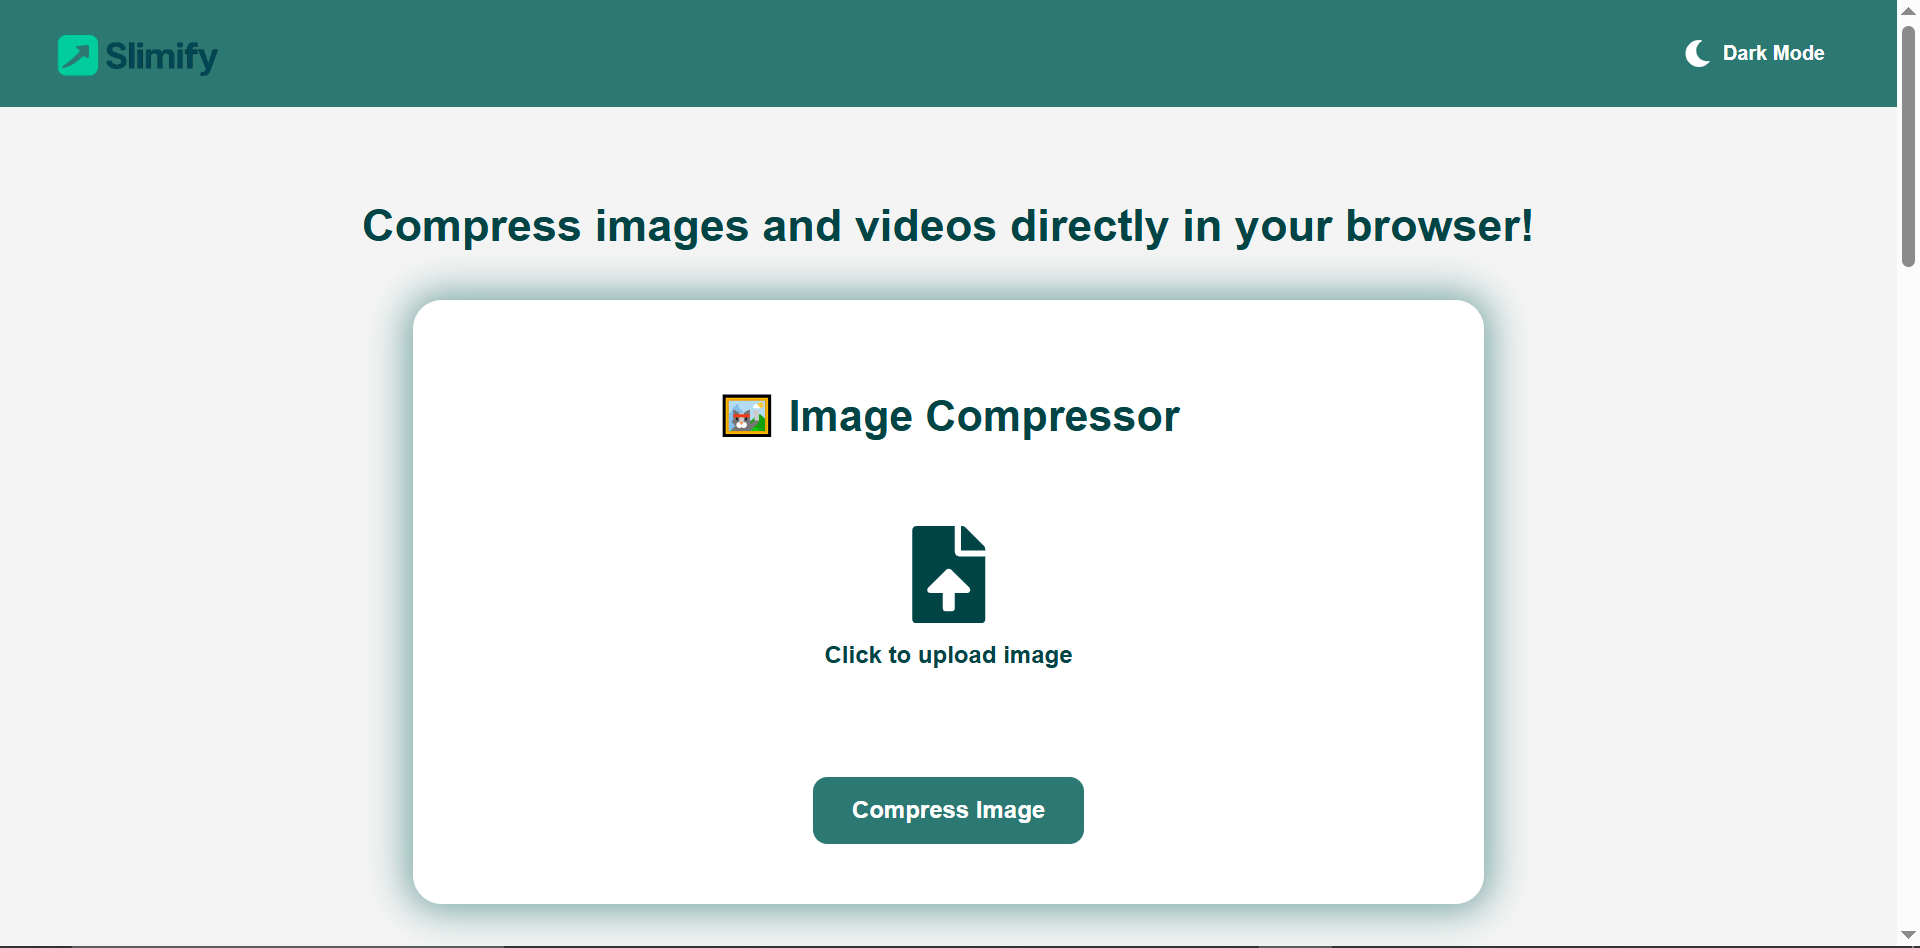 Slimify
Dark Mode
Compress images and videos directly in your browser!
Image Compressor
Click to upload image
Compress Image